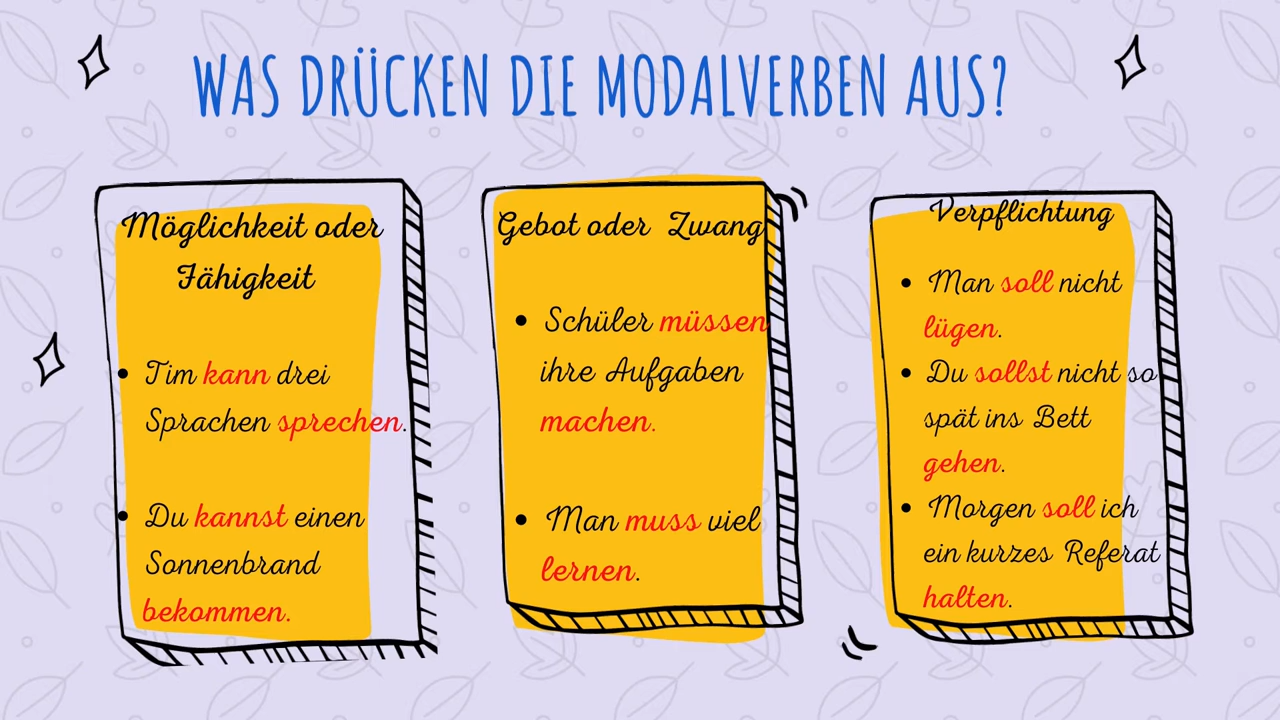 WAS DRÜCKEN DIE MODALVERBEN AUS?
Möglichkeit oder
Fähigkeit
• Tim kann drei
Sprachen sprechen.
• Du kannst einen
Sonnenbrand
bekommen.
Gebot oder Zwang
• Schüler müssen
ihre Aufgaben
machen.
• Man muss viel
lernen.
Verpflichtung
• Man soll nicht
lügen.
• Du sollst nicht so
spät ins Bett
gehen.
• Morgen soll ich
ein kurzes Referat
halten.